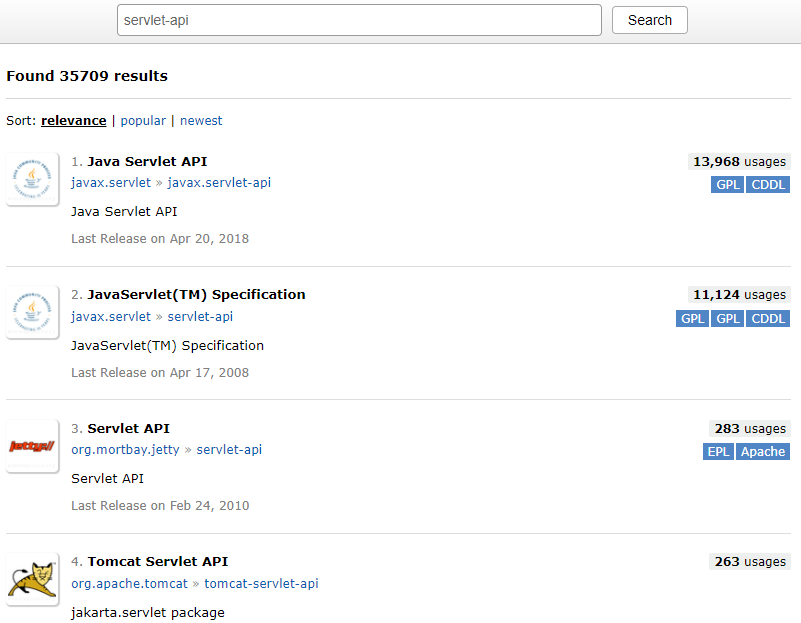 servlet-api
Search
Found 35709 results
Sort: relevance | popular | newest
1. Java Servlet API
13,968 usages
javax.servlet » javax.servlet-api
GPL CDDL
Java Servlet API
Last Release on Apr 20, 2018
2. JavaServlet(TM) Specification
11,124 usages
javax.servlet » servlet-api
GPL GPL CDDL
JavaServlet(TM) Specification
Last Release on Apr 17, 2008
jetty://
3. Servlet API
283 usages
org.mortbay.jetty » servlet-api
EPL Apache
Servlet API
Last Release on Feb 24, 2010
4. Tomcat Servlet API
263 usages
org.apache.tomcat » tomcat-servlet-api
jakarta.servlet package